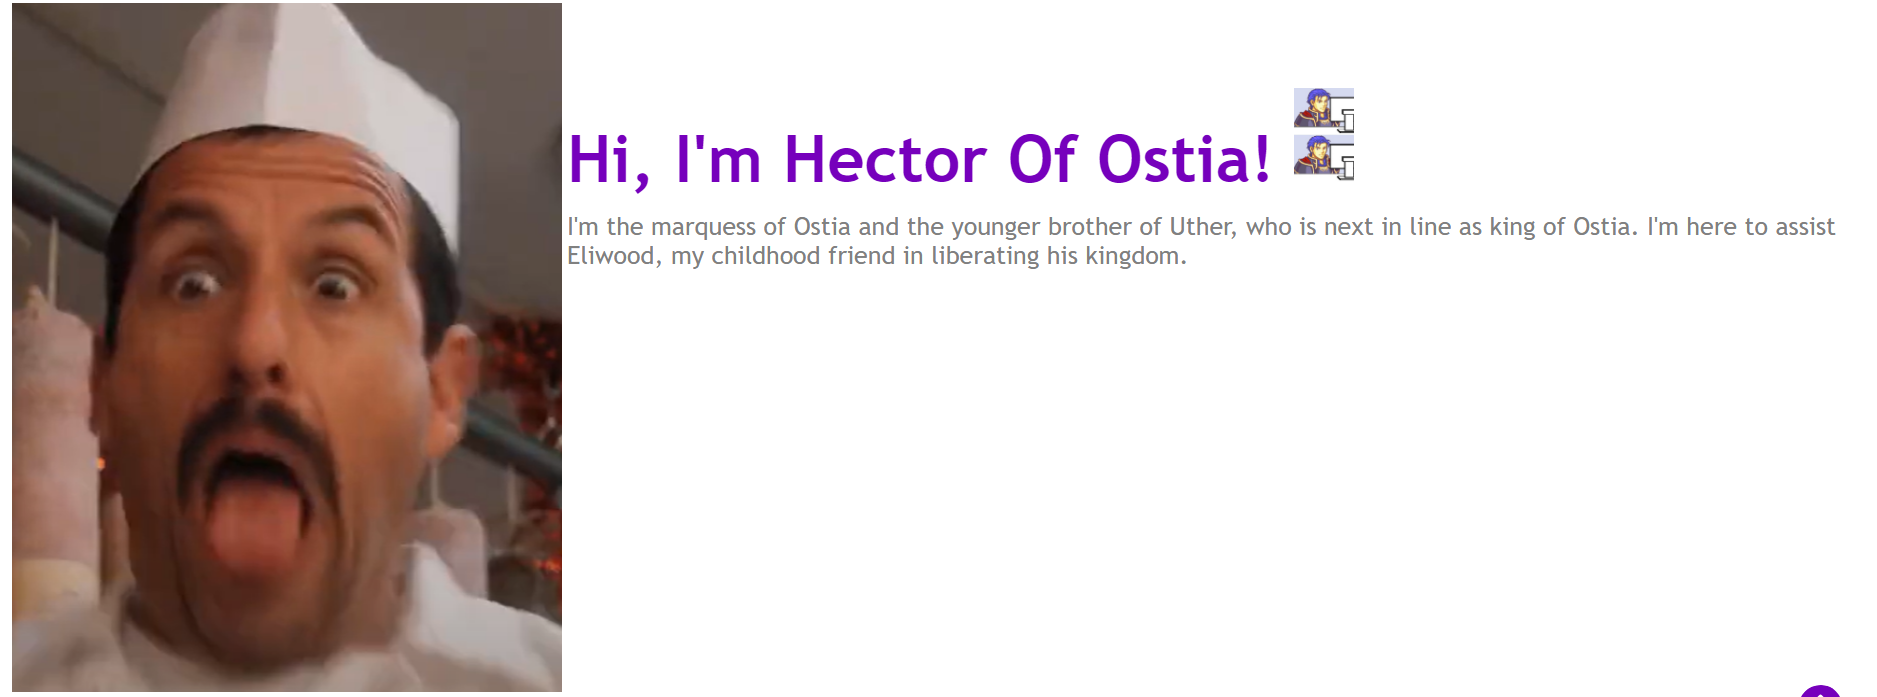 Hi, I'm Hector Of Ostia!
I'm the marquess of Ostia and the younger brother of Uther, who is next in line as king of Ostia. I'm here to assist
Eliwood, my childhood friend in liberating his kingdom.